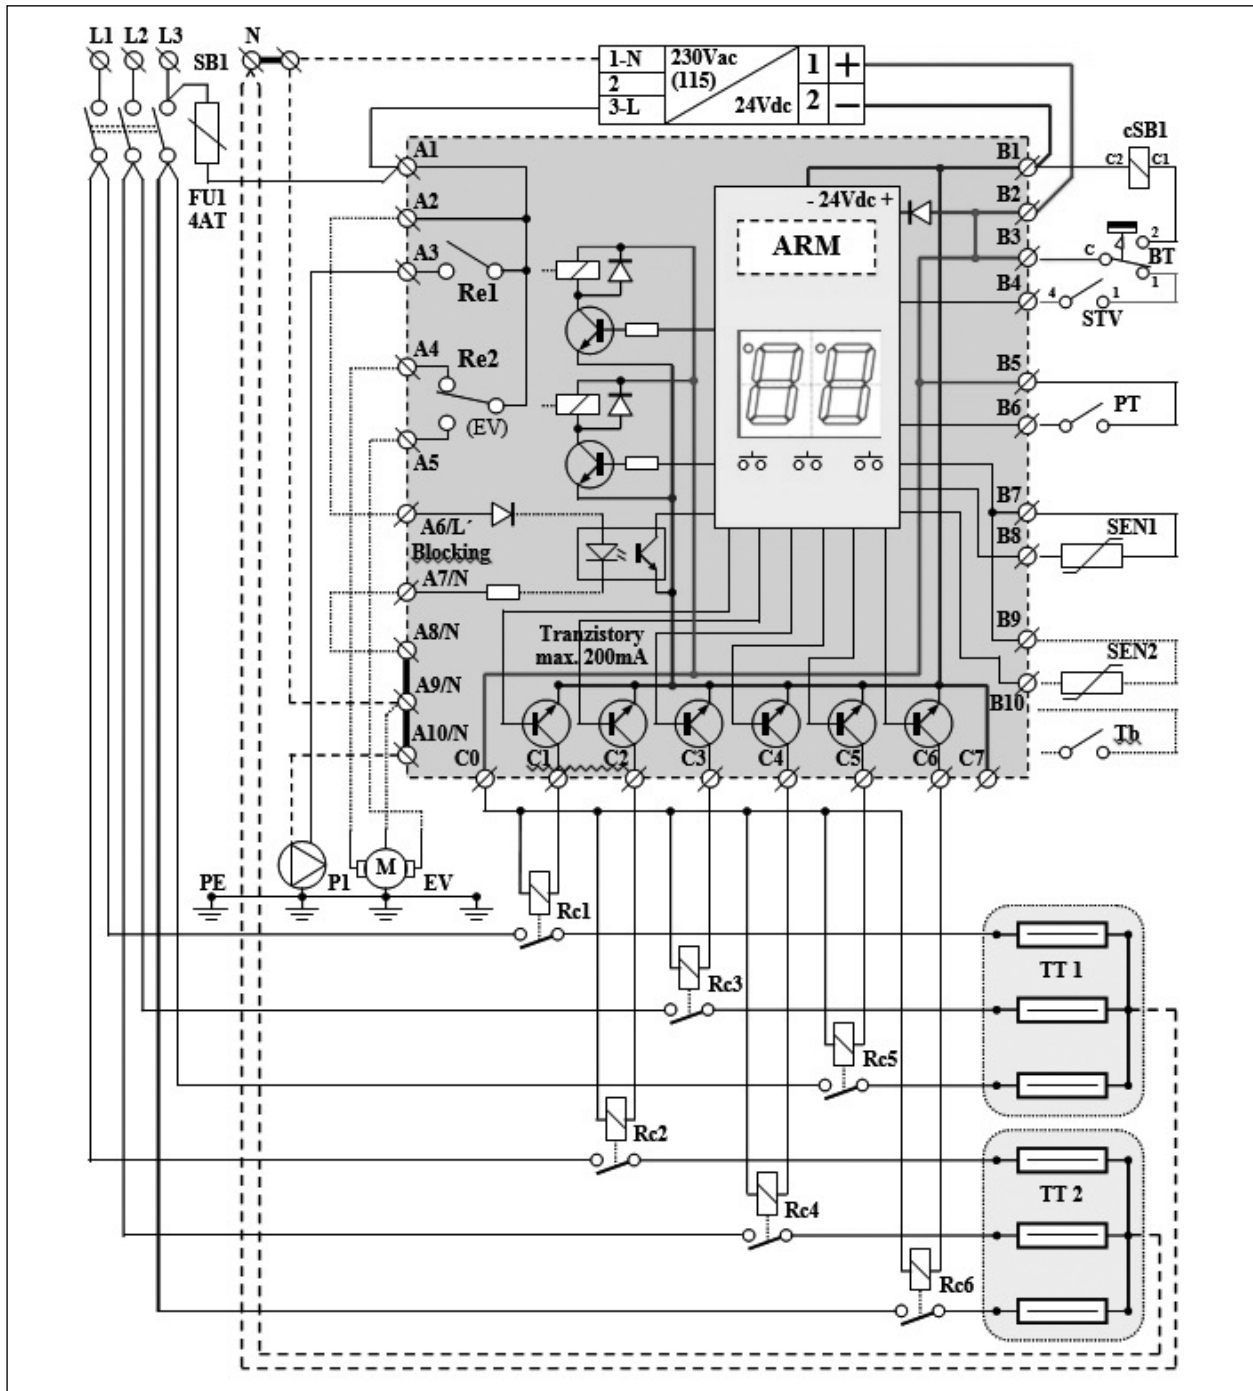 L1 L2 L3 N
SB1
1-N 230Vac 1 +
2 (115)
3-L 24Vdc 2 −
FU1
4AT
A1
A2
A3
Re1
A4
Re2
(EV)
A5
A6/L´
Blocking
A7/N
A8/N
A9/N
A10/N
- 24Vdc +
ARM
88
Tranzistory
max. 200mA
B1
B2
B3
B4
B5
B6
B7
B8
B9
B10
cSB1
C2 C1
2
C BT
1
4 1
STV
PT
SEN1
SEN2
Tb
C0 C1 C2 C3 C4 C5 C6 C7
PE P1 M EV
Rc1
Rc3
Rc5
Rc2
Rc4
Rc6
TT 1
TT 2